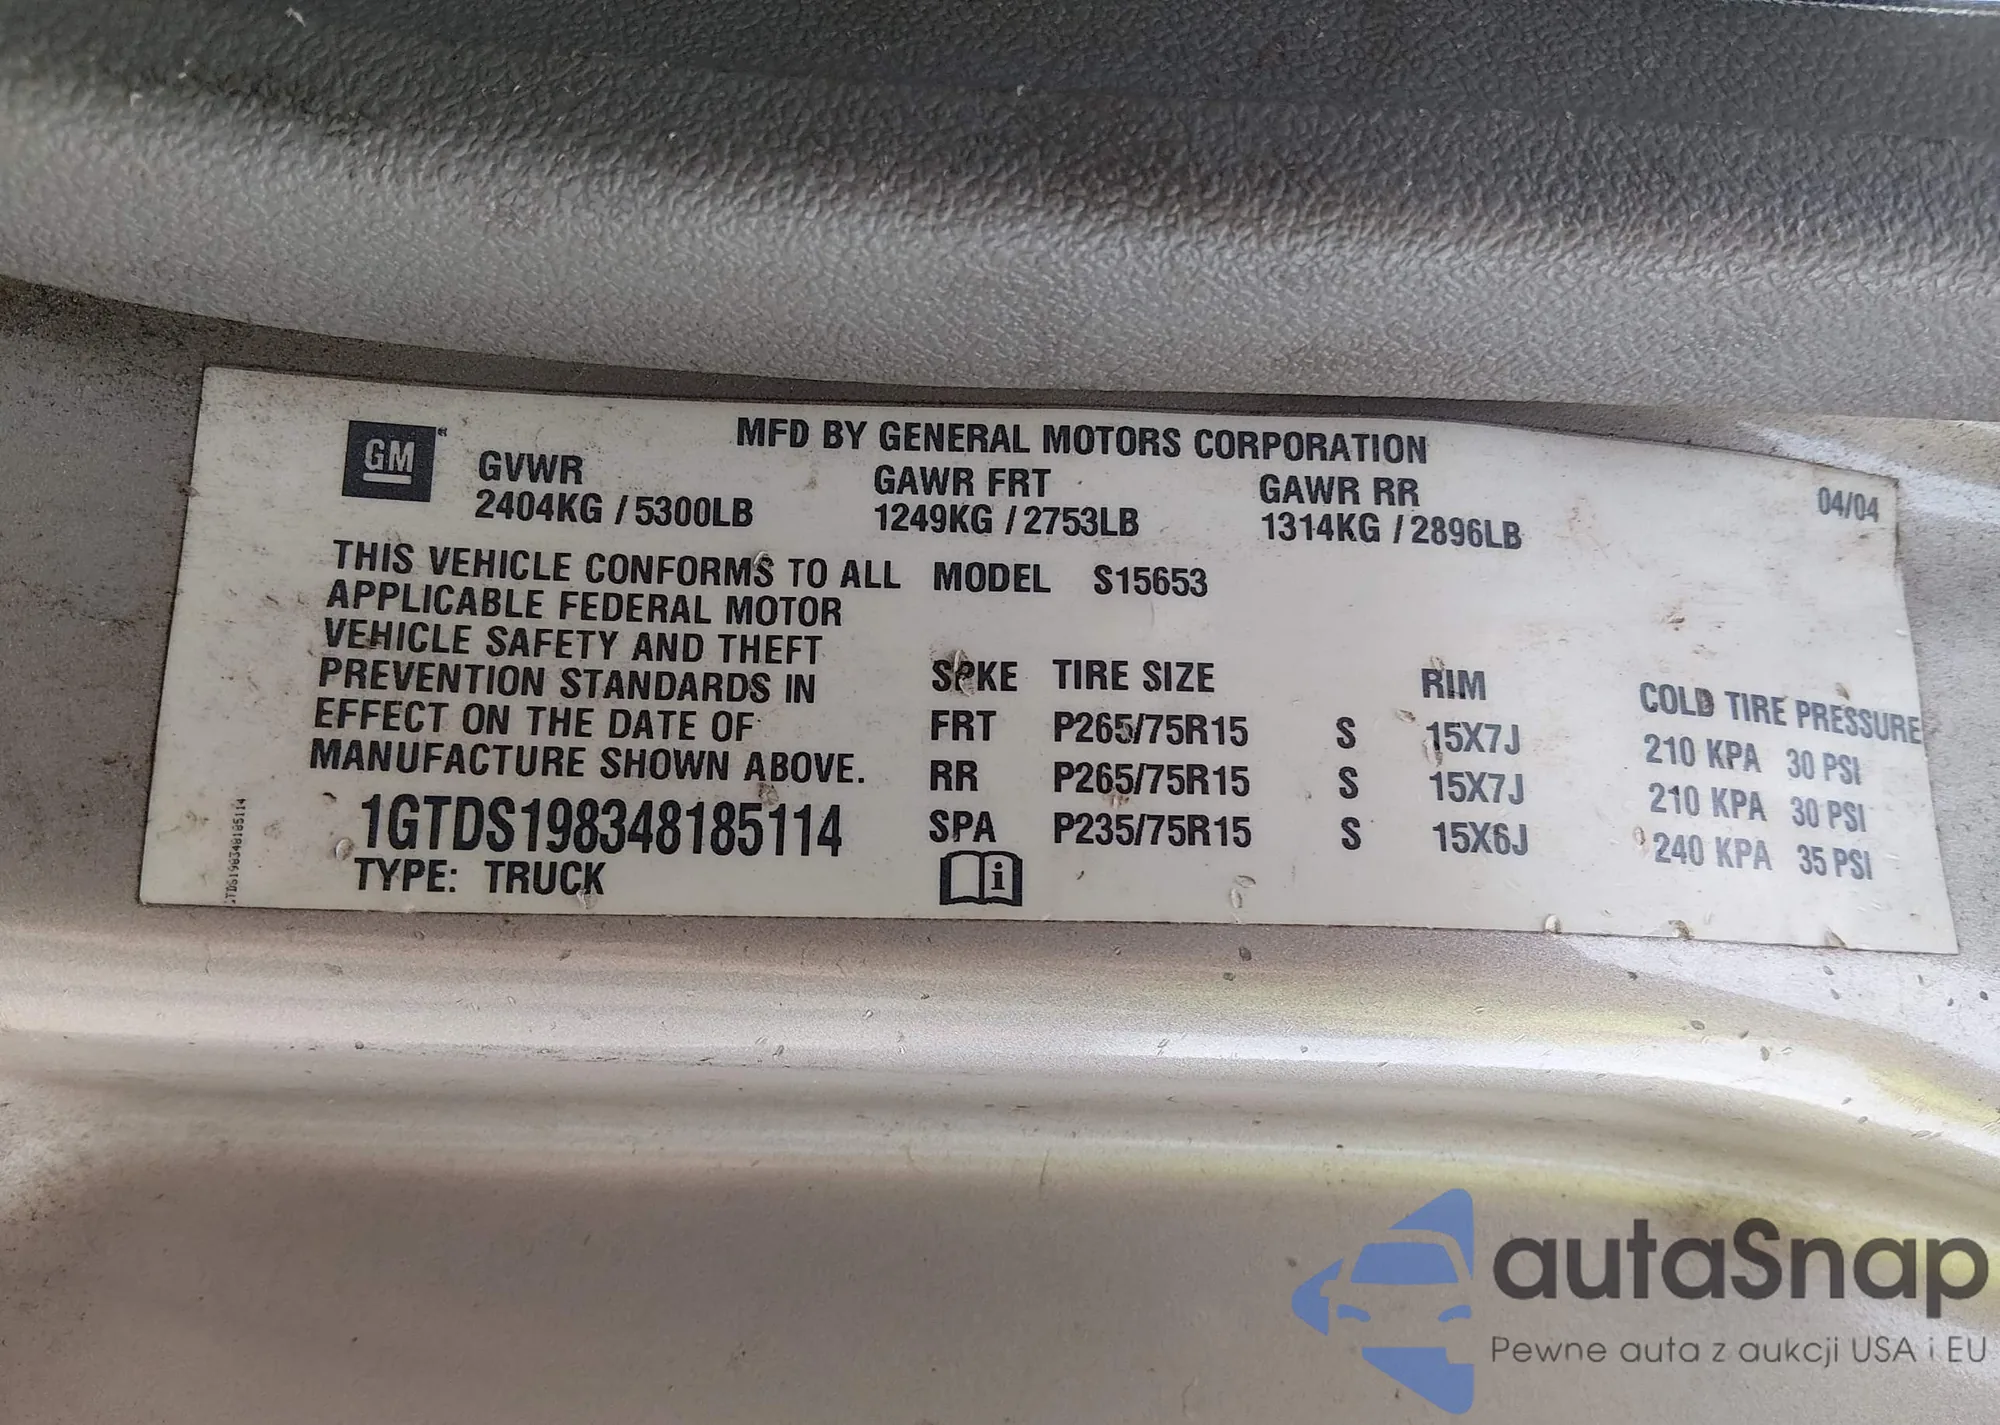 MFD BY GENERAL MOTORS CORPORATION
GM
GVWR GAWR FRT GAWR RR 04/04
2404KG / 5300LB 1249KG / 2753LB 1314KG / 2896LB
THIS VEHICLE CONFORMS TO ALL MODEL S15653
APPLICABLE FEDERAL MOTOR
VEHICLE SAFETY AND THEFT
PREVENTION STANDARDS IN
EFFECT ON THE DATE OF
MANUFACTURE SHOWN ABOVE.
SPKE TIRE SIZE RIM COLD TIRE PRESSURE
FRT P265/75R15 S 15X7J 210 KPA 30 PSI
RR P265/75R15 S 15X7J 210 KPA 30 PSI
SPA P235/75R15 S 15X6J 240 KPA 35 PSI
1GTDS198348185114
TYPE: TRUCK
i
autaSnap
Pewne auta z aukcji USA i EU